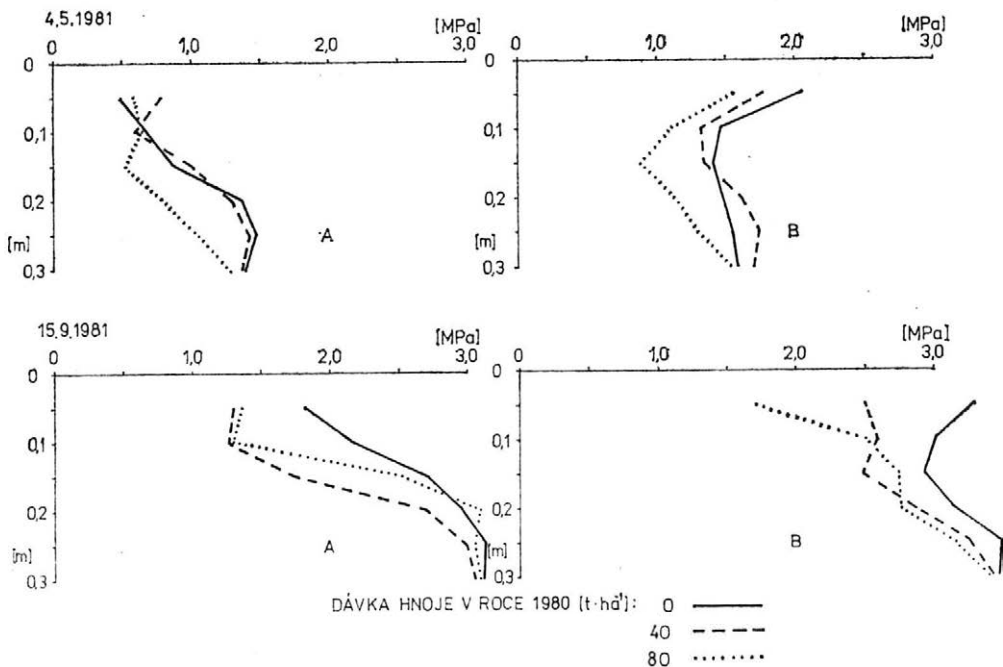 4,5,1981 [MPa] [MPa]
0 1,0 2,0 3,0 0 1,0 2,0 3,0
0 0
0,1 0,1
0,2 0,2
A B
[m] [m]
0,3 0,3
15,9,1981 [MPa] [MPa]
0 1,0 2,0 3,0 0 1,0 2,0 3,0
0 0
0,1 0,1
0,2 0,2
[m] A [m] B
0,3 0,3
DÁVKA HNOJE V ROCE 1980 [t·ha⁻¹]: 0
40
80